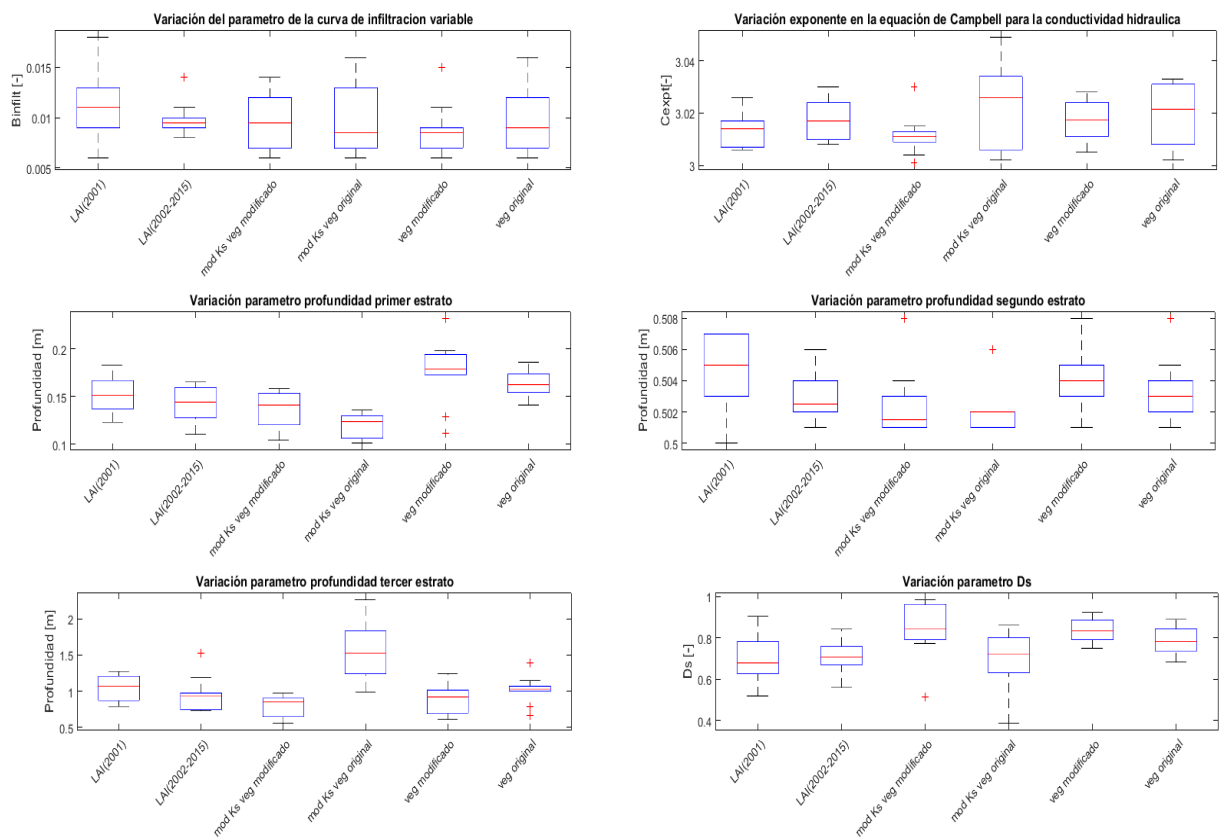 Variación del parametro de la curva de infiltracion variable
Binfilt [-]
0.015
0.01
0.005
LAI(2001)
LAI(2002-2015)
mod Ks veg modificado
mod Ks veg original
veg modificado
veg original
Variación exponente en la equación de Campbell para la conductividad hidraulica
Cexpt[-]
3.04
3.02
3
LAI(2001)
LAI(2002-2015)
mod Ks veg modificado
mod Ks veg original
veg modificado
veg original
Variación parametro profundidad primer estrato
Profundidad [m]
0.2
0.15
0.1
LAI(2001)
LAI(2002-2015)
mod Ks veg modificado
mod Ks veg original
veg modificado
veg original
Variación parametro profundidad segundo estrato
Profundidad [m]
0.508
0.506
0.504
0.502
0.5
LAI(2001)
LAI(2002-2015)
mod Ks veg modificado
mod Ks veg original
veg modificado
veg original
Variación parametro profundidad tercer estrato
Profundidad [m]
2
1.5
1
0.5
LAI(2001)
LAI(2002-2015)
mod Ks veg modificado
mod Ks veg original
veg modificado
veg original
Variación parametro Ds
Ds [-]
1
0.8
0.6
0.4
LAI(2001)
LAI(2002-2015)
mod Ks veg modificado
mod Ks veg original
veg modificado
veg original